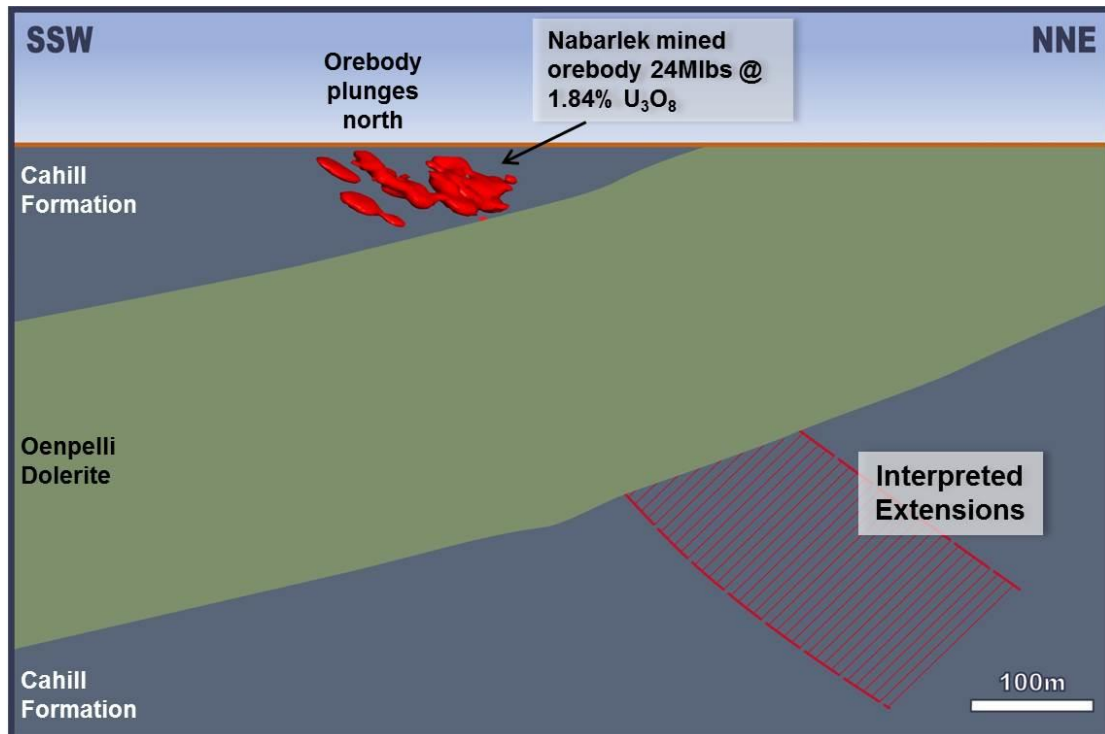 SSW
NNE
Orebody
plunges
north
Nabarlek mined
orebody 24Mlbs @
1.84% U₃O₈
Cahill
Formation
Oenpelli
Dolerite
Interpreted
Extensions
Cahill
Formation
100m